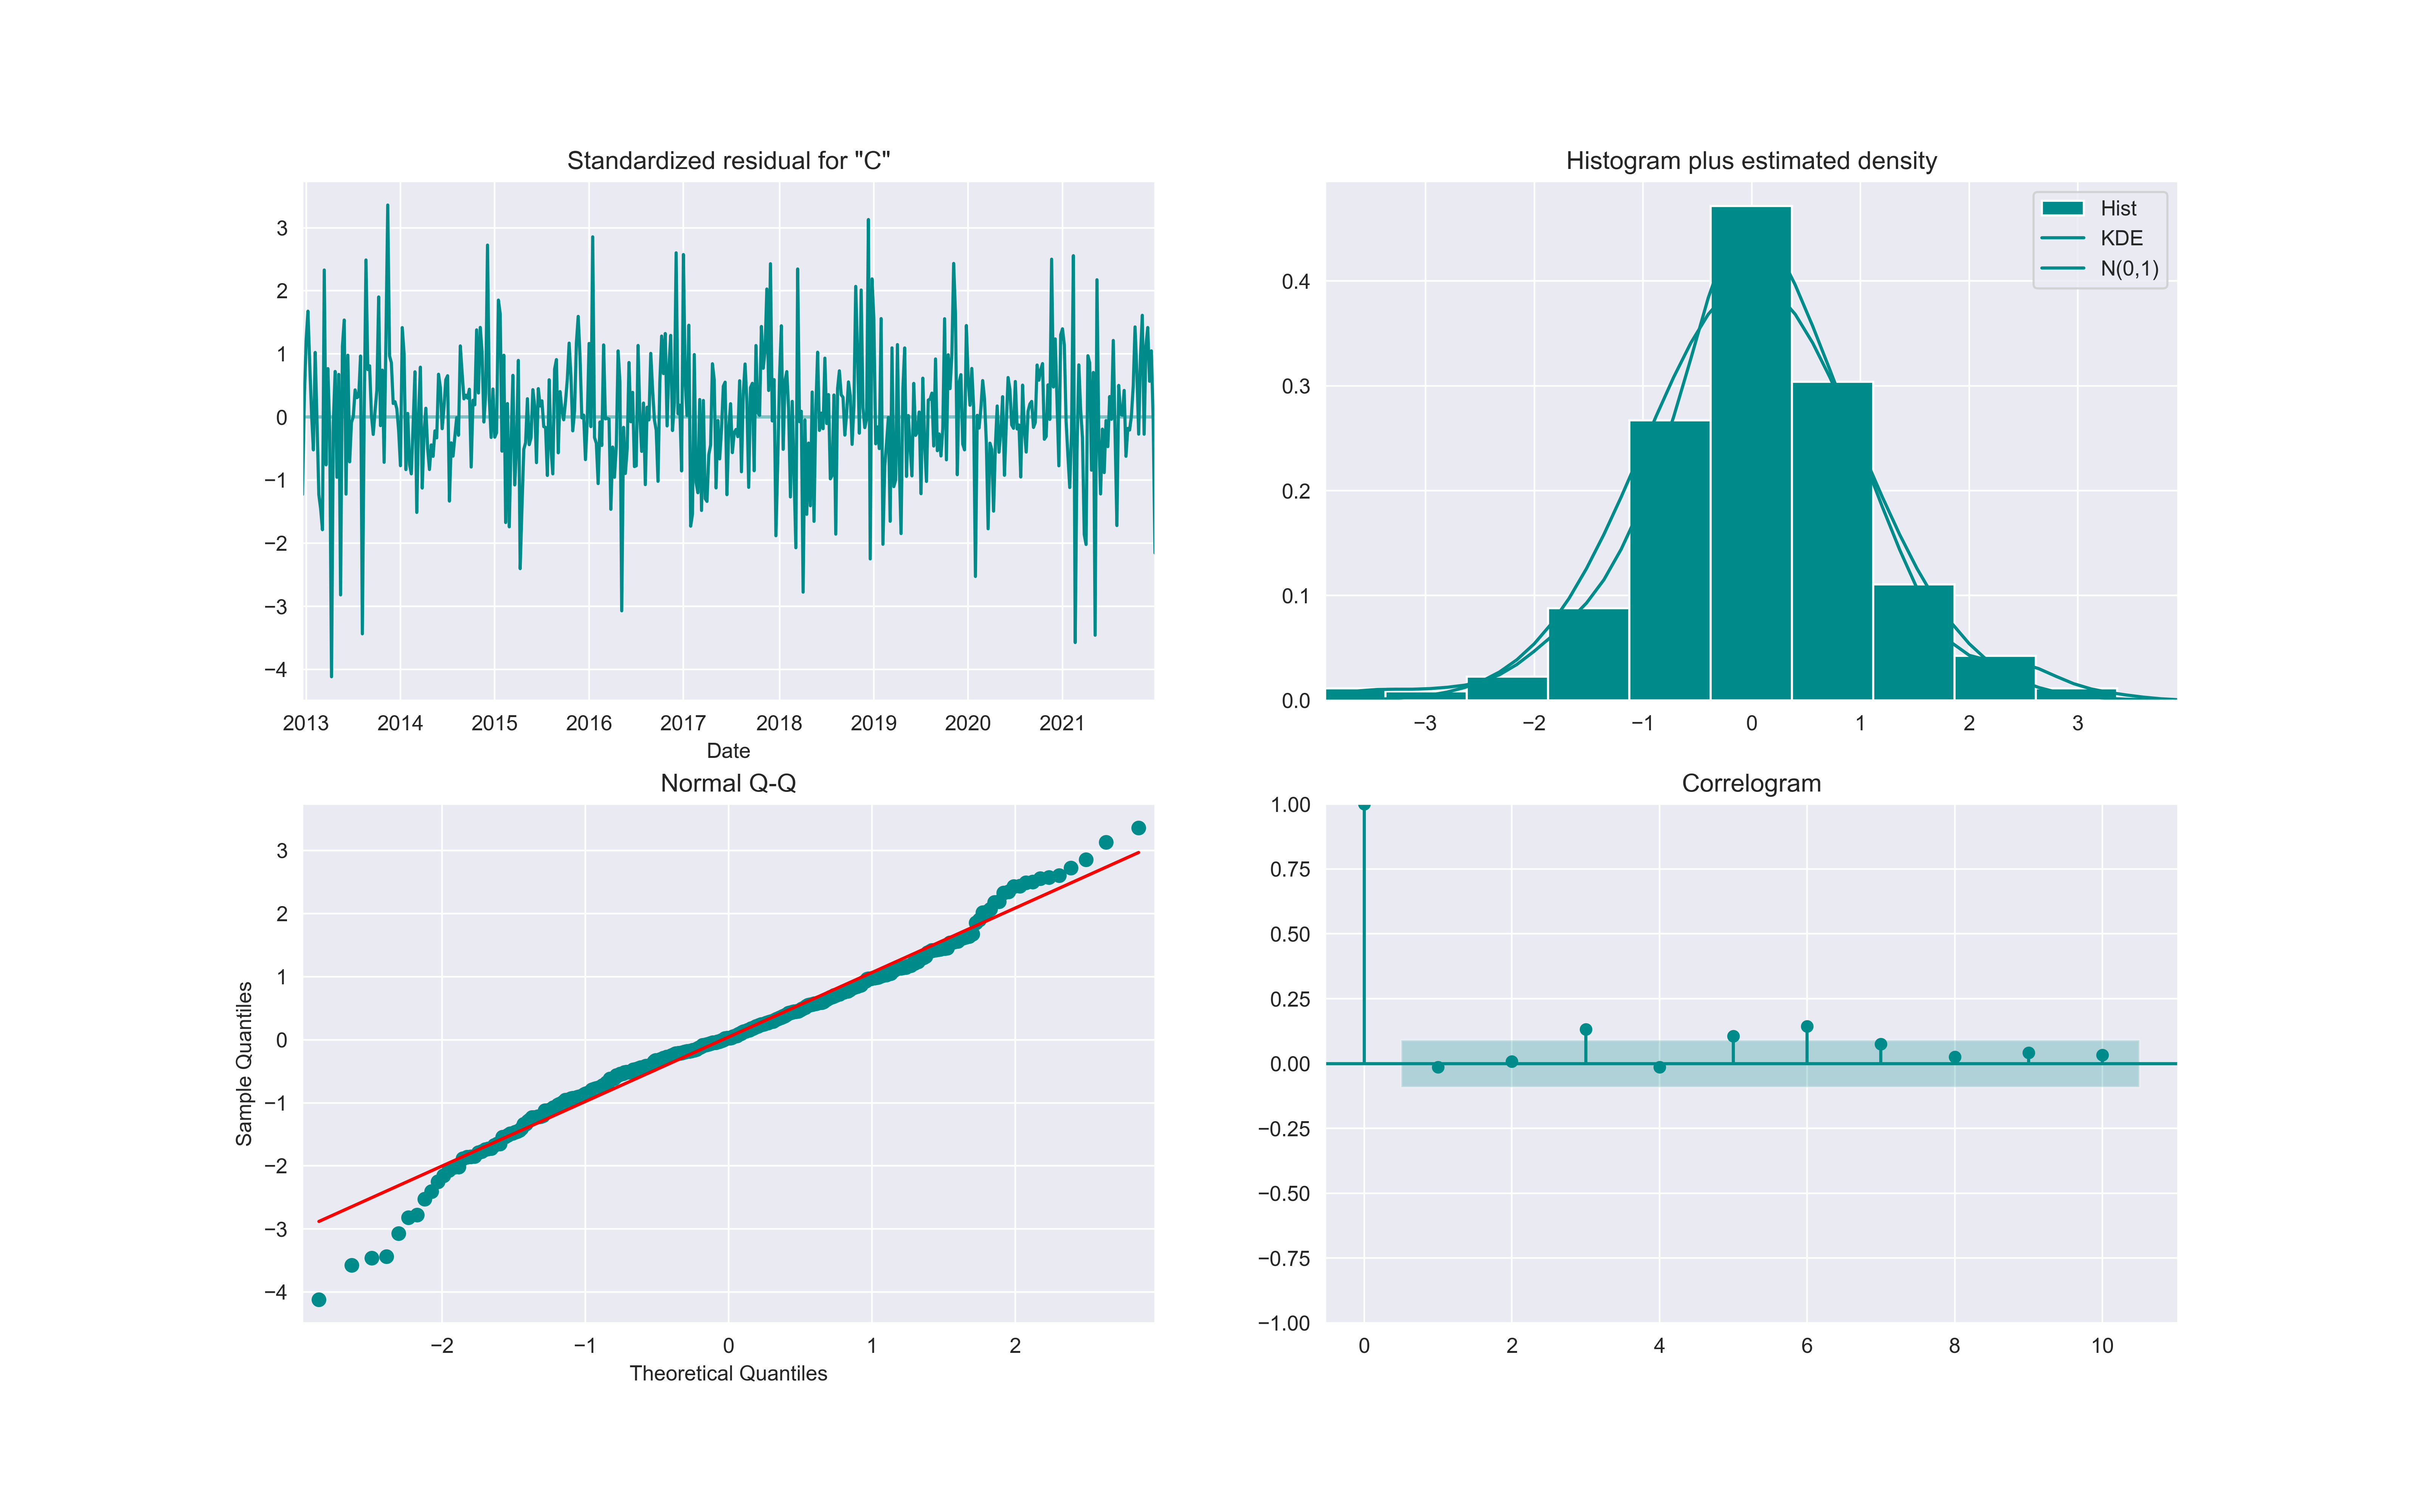 Standardized residual for "C"
3
2
1
0
−1
−2
−3
−4
2013 2014 2015 2016 2017 2018 2019 2020 2021
Date
Histogram plus estimated density
Hist
KDE
N(0,1)
0.4
0.3
0.2
0.1
0.0
−3 −2 −1 0 1 2 3
Normal Q-Q
Sample Quantiles
3
2
1
0
−1
−2
−3
−4
−2 −1 0 1 2
Theoretical Quantiles
Correlogram
1.00
0.75
0.50
0.25
0.00
−0.25
−0.50
−0.75
−1.00
0 2 4 6 8 10